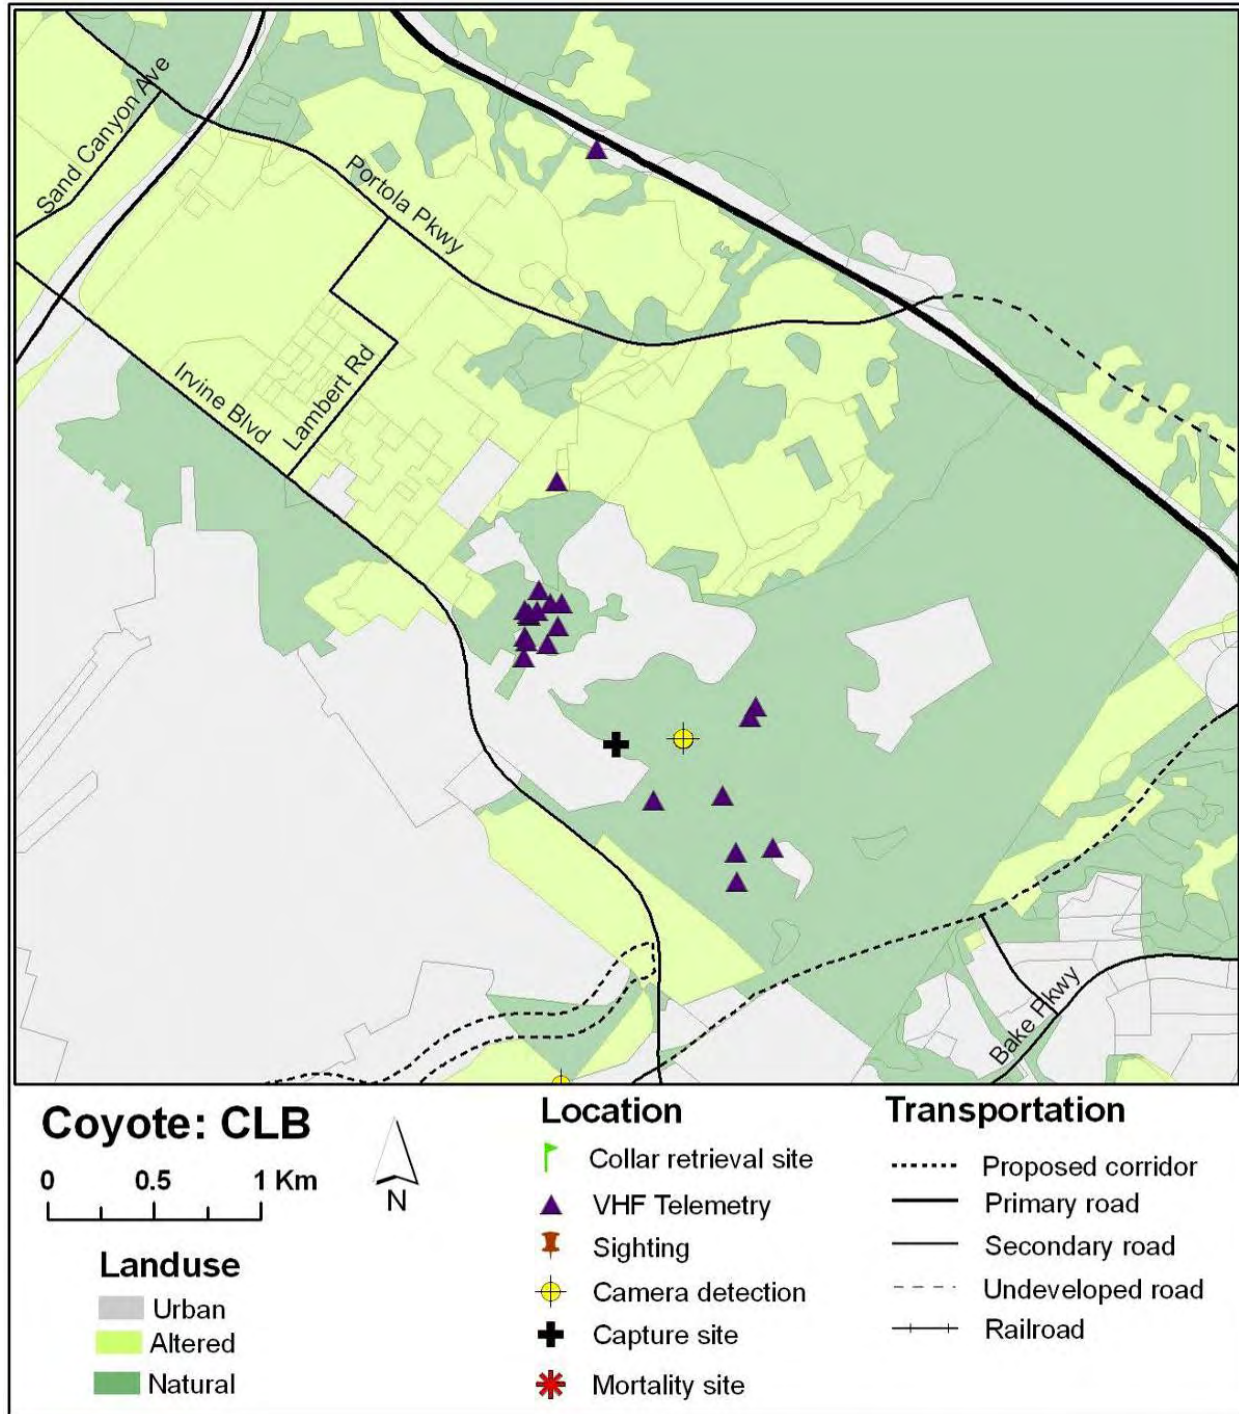 Sand Canyon Ave
Portola Pkwy
Irvine Blvd
Lambert Rd
Bake Pkwy
Coyote: CLB
0 0.5 1 Km
N
Landuse
Urban
Altered
Natural
Location
Collar retrieval site
VHF Telemetry
Sighting
Camera detection
Capture site
Mortality site
Transportation
Proposed corridor
Primary road
Secondary road
Undeveloped road
Railroad